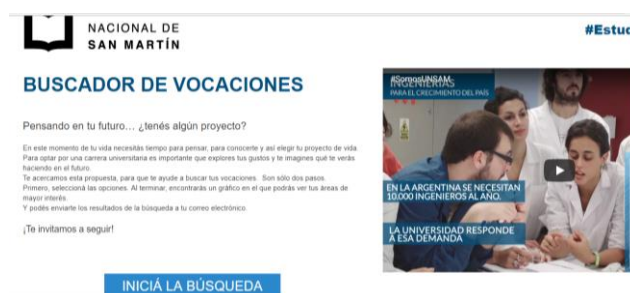 NACIONAL DE
SAN MARTÍN
#Estud
BUSCADOR DE VOCACIONES
Pensando en tu futuro… ¿tenés algún proyecto?
En este momento de tu vida necesitás tiempo para pensar, para conocerte y así elegir tu proyecto de vida.
Para optar por una carrera universitaria es importante que explores tus gustos y te imagines qué te verás
haciendo en el futuro.
Te acercamos esta propuesta, para que te ayude a buscar tus vocaciones. Son sólo dos pasos.
Primero, seleccioná las opciones. Al terminar, encontrarás un gráfico en el que podrás ver tus áreas de
mayor interés.
Y podés enviarte los resultados de la búsqueda a tu correo electrónico.
¡Te invitamos a seguir!
INICIÁ LA BÚSQUEDA
#SomosUNSAM
INGENIERÍAS
PARA EL CRECIMIENTO DEL PAÍS
EN LA ARGENTINA SE NECESITAN
10.000 INGENIEROS AL AÑO.
LA UNIVERSIDAD RESPONDE
A ESA DEMANDA